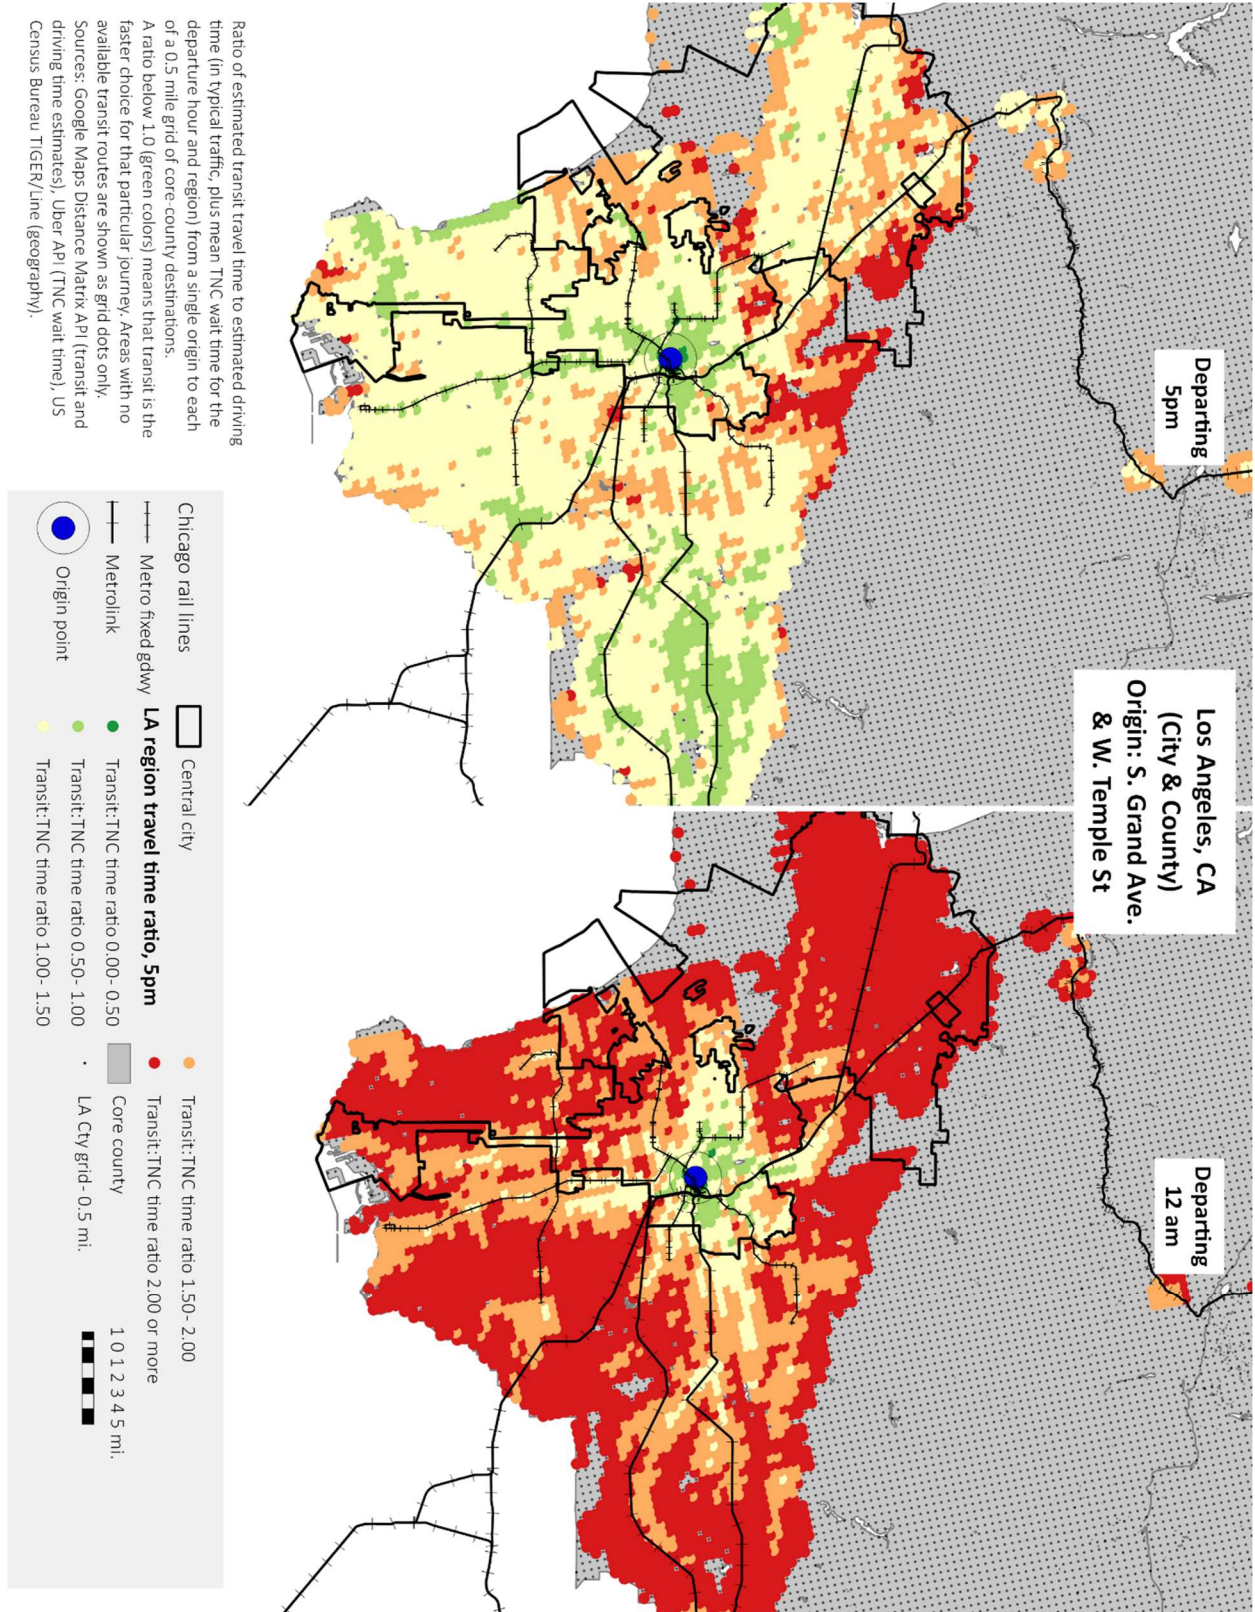 Los Angeles, CA
(City & County)
Origin: S. Grand Ave.
& W. Temple St
Departing
5pm
Departing
12 am
Ratio of estimated transit travel time to estimated driving
time (in typical traffic, plus mean TNC wait time for the
departure hour and region) from a single origin to each
of a 0.5 mile grid of core-county destinations.
A ratio below 1.0 (green colors) means that transit is the
faster choice for that particular journey. Areas with no
available transit routes are shown as grid dots only.
Sources: Google Maps Distance Matrix API (transit and
driving time estimates), Uber API (TNC wait time), US
Census Bureau TIGER/Line (geography).
Chicago rail lines
Metro fixed gdwy
Metrolink
Origin point
Central city
LA region travel time ratio, 5pm
Transit:TNC time ratio 0.00- 0.50
Transit:TNC time ratio 0.50- 1.00
Transit:TNC time ratio 1.00- 1.50
Transit:TNC time ratio 1.50- 2.00
Transit:TNC time ratio 2.00 or more
Core county
LA Cty grid- 0.5 mi.
1 0 1 2 3 4 5 mi.